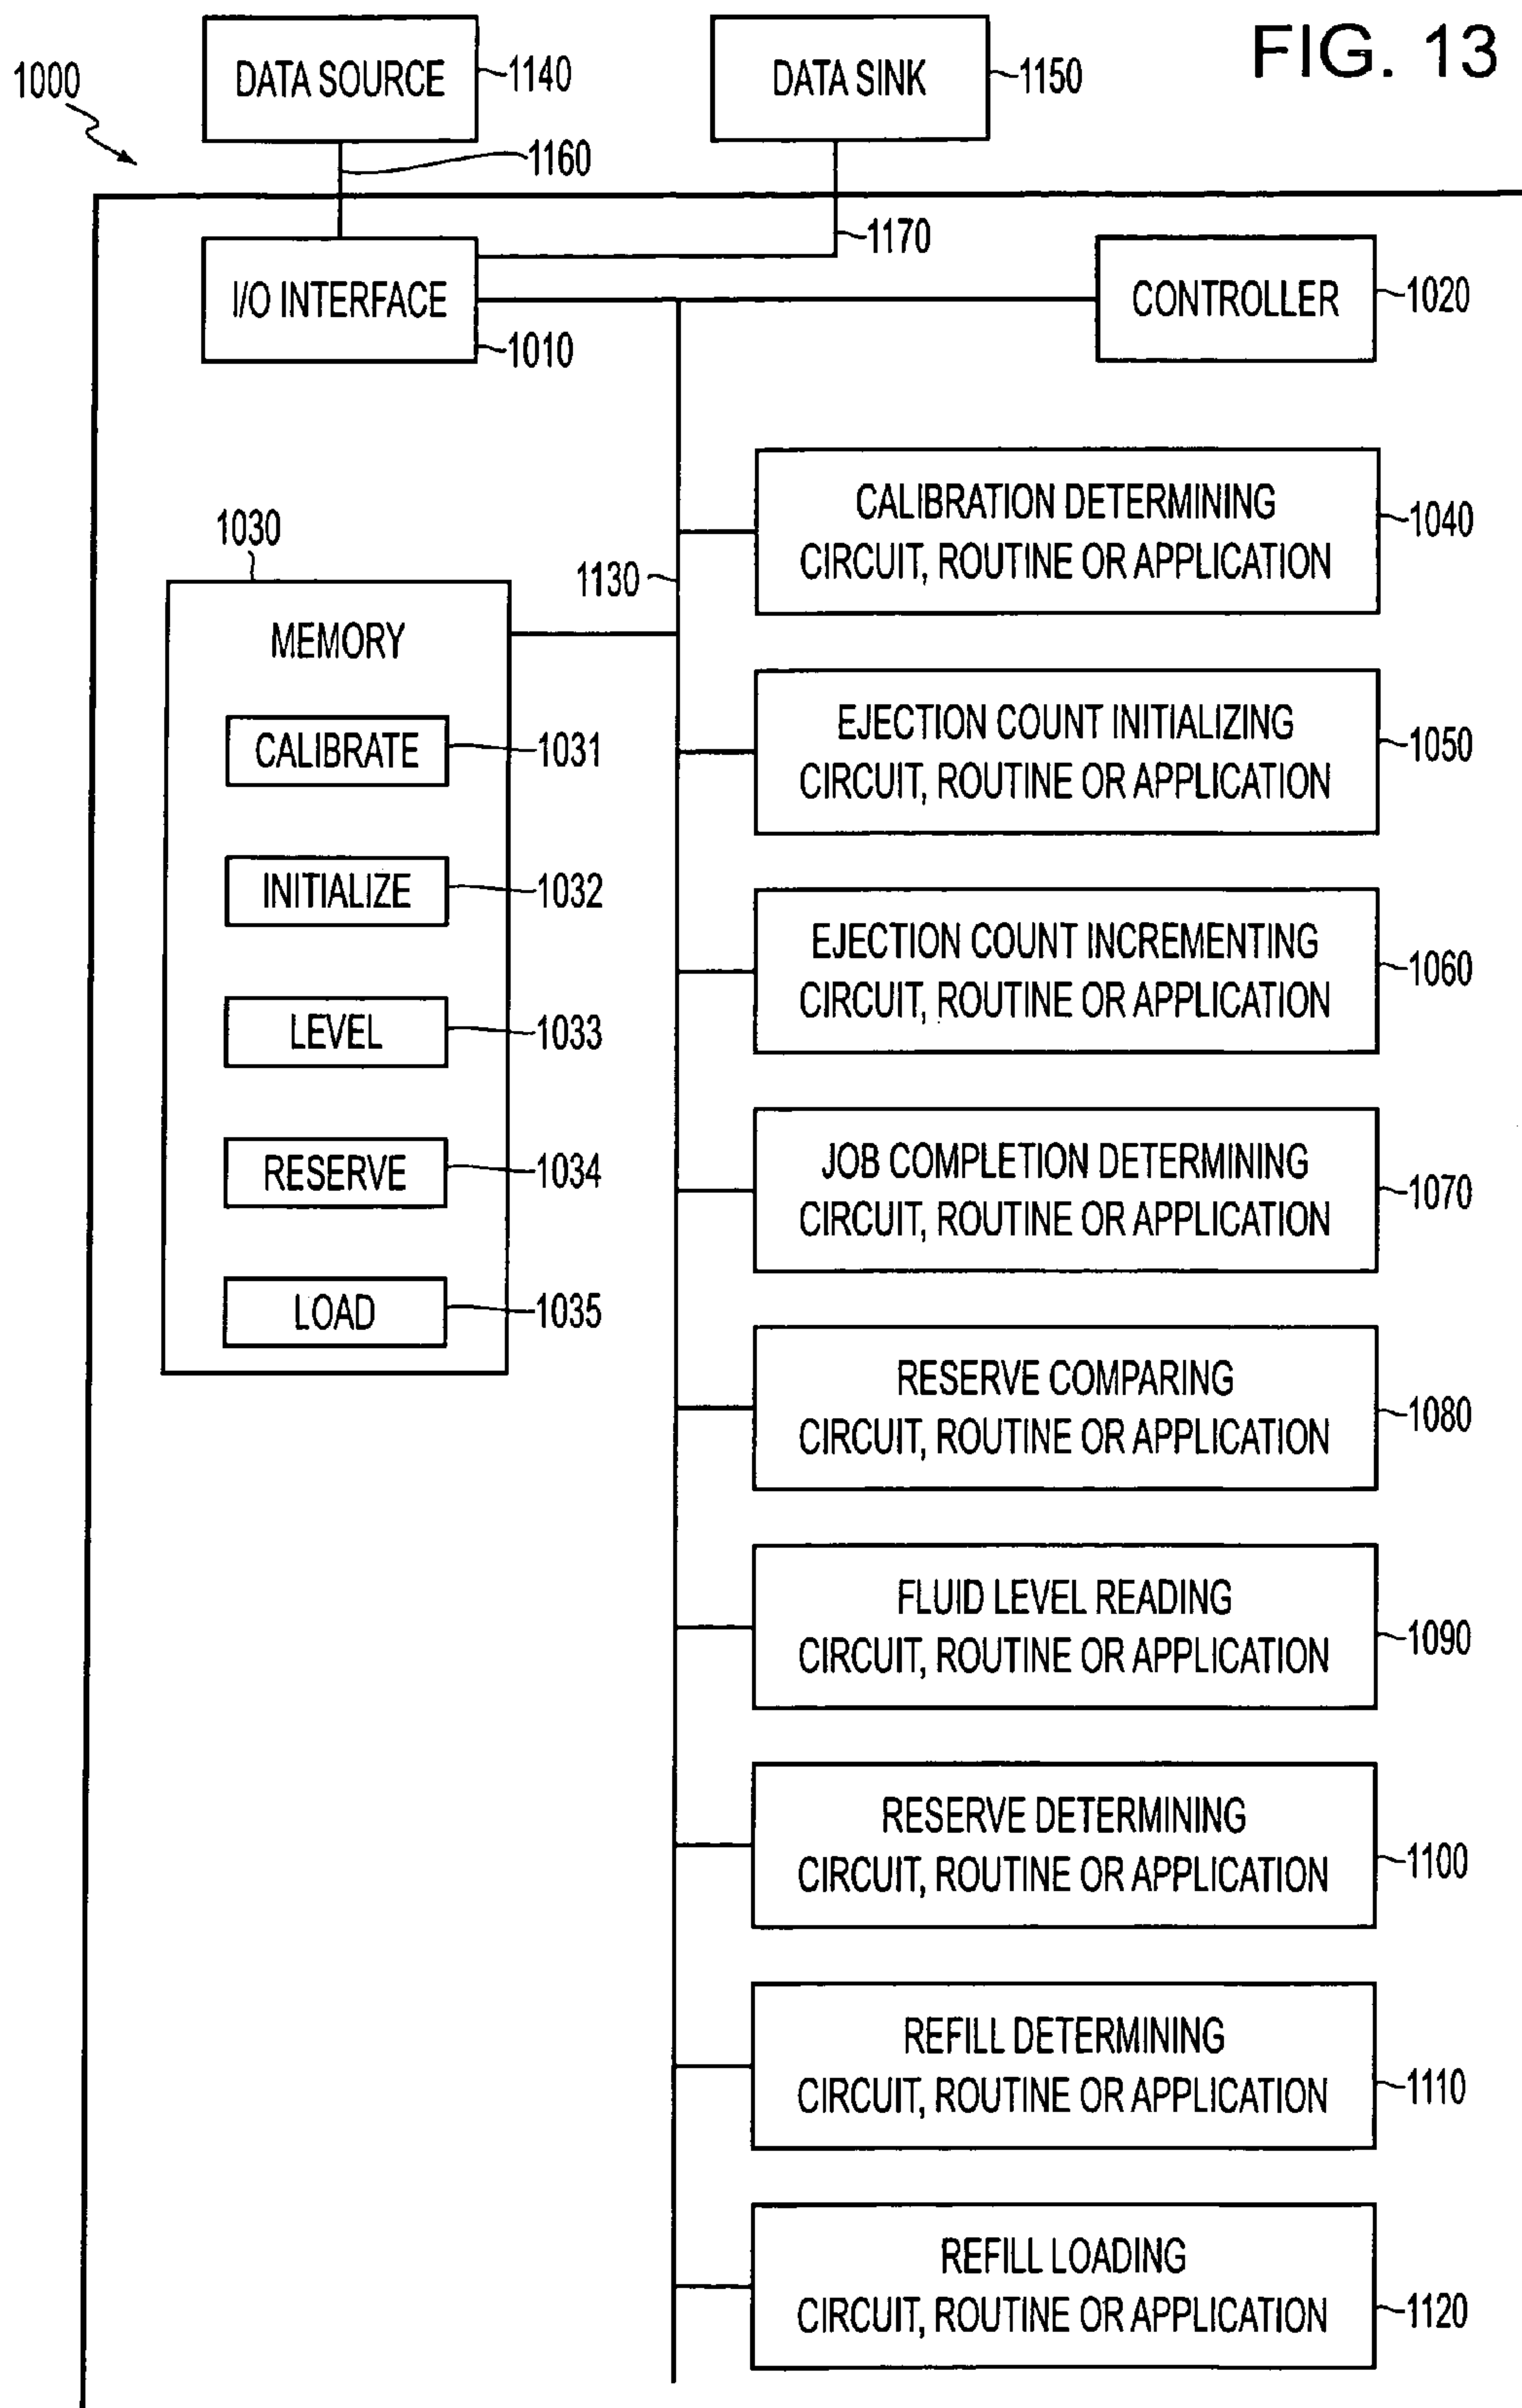 FIG. 13
1000
DATA SOURCE
1140
DATA SINK
1150
1160
1170
I/O INTERFACE
1010
CONTROLLER
1020
1030
MEMORY
CALIBRATE
1031
INITIALIZE
1032
LEVEL
1033
RESERVE
1034
LOAD
1035
1130
CALIBRATION DETERMINING
CIRCUIT, ROUTINE OR APPLICATION
1040
EJECTION COUNT INITIALIZING
CIRCUIT, ROUTINE OR APPLICATION
1050
EJECTION COUNT INCREMENTING
CIRCUIT, ROUTINE OR APPLICATION
1060
JOB COMPLETION DETERMINING
CIRCUIT, ROUTINE OR APPLICATION
1070
RESERVE COMPARING
CIRCUIT, ROUTINE OR APPLICATION
1080
FLUID LEVEL READING
CIRCUIT, ROUTINE OR APPLICATION
1090
RESERVE DETERMINING
CIRCUIT, ROUTINE OR APPLICATION
1100
REFILL DETERMINING
CIRCUIT, ROUTINE OR APPLICATION
1110
REFILL LOADING
CIRCUIT, ROUTINE OR APPLICATION
1120